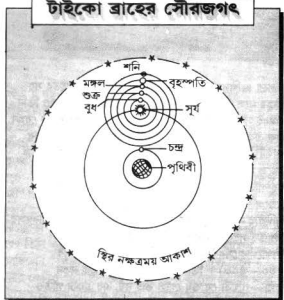 টাইকো ব্রাহের সৌরজগৎ
শনি
মঙ্গল
বৃহস্পতি
শুক্র
বুধ
সূর্য
চন্দ্র
পৃথিবী
স্থির নক্ষত্রময় আকাশ